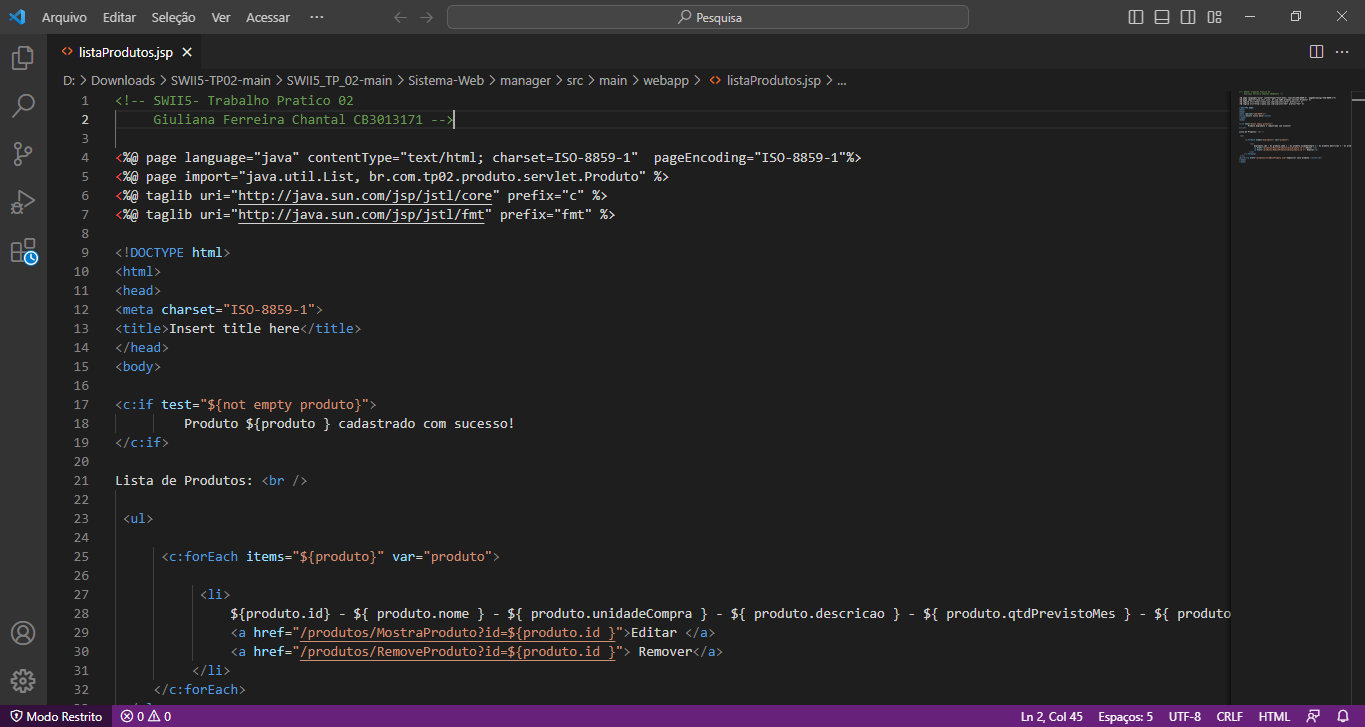 Arquivo Editar Seleção Ver Acessar ··· Pesquisa
listaProdutos.jsp
D: > Downloads > SWII5-TP02-main > SWII5_TP_02-main > Sistema-Web > manager > src > main > webapp > listaProdutos.jsp > ...
1 <!-- SWII5- Trabalho Pratico 02
2 Giuliana Ferreira Chantal CB3013171 -->
3
4 <%@ page language="java" contentType="text/html; charset=ISO-8859-1"  pageEncoding="ISO-8859-1"%>
5 <%@ page import="java.util.List, br.com.tp02.produto.servlet.Produto" %>
6 <%@ taglib uri="http://java.sun.com/jsp/jstl/core" prefix="c" %>
7 <%@ taglib uri="http://java.sun.com/jsp/jstl/fmt" prefix="fmt" %>
8
9 <!DOCTYPE html>
10 <html>
11 <head>
12 <meta charset="ISO-8859-1">
13 <title>Insert title here</title>
14 </head>
15 <body>
16
17 <c:if test="${not empty produto}">
18 Produto ${produto } cadastrado com sucesso!
19 </c:if>
20
21 Lista de Produtos: <br />
22
23 <ul>
24
25 <c:forEach items="${produto}" var="produto">
26
27 <li>
28 ${produto.id} - ${ produto.nome } - ${ produto.unidadeCompra } - ${ produto.descricao } - ${ produto.qtdPrevistoMes } - ${ produto
29 <a href="/produtos/MostraProduto?id=${produto.id }">Editar </a>
30 <a href="/produtos/RemoveProduto?id=${produto.id }"> Remover</a>
31 </li>
32 </c:forEach>
Modo Restrito 0 0 Ln 2, Col 45 Espaços: 5 UTF-8 CRLF HTML